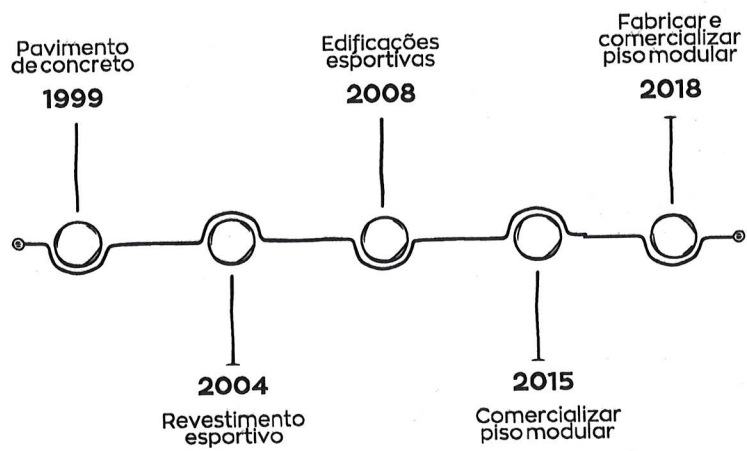 Pavimento
de concreto
1999
2004
Revestimento
esportivo
Edificações
esportivas
2008
2015
Comercializar
piso modular
Fabricar e
comercializar
piso modular
2018